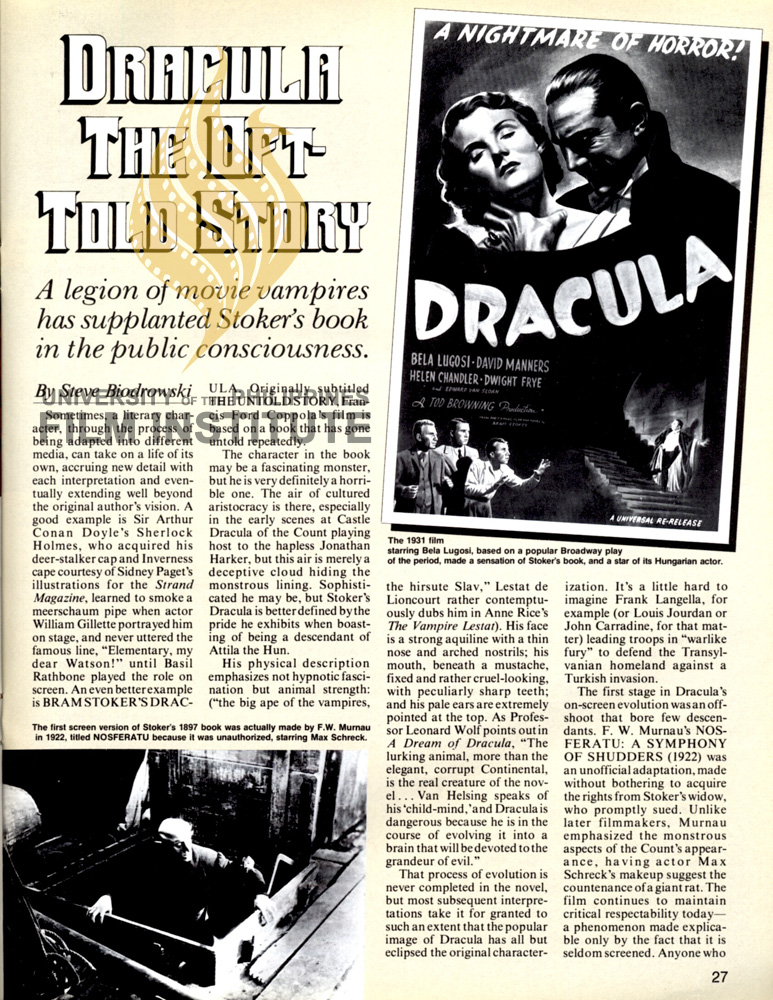 DRACULA
THE OFT-
TOLD STORY
A legion of movie vampires
has supplanted Stoker's book
in the public consciousness.
By Steve Biodrowski
Sometimes, a literary char-
acter, through the process of
being adapted into different
media, can take on a life of its
own, accruing new detail with
each interpretation and even-
tually extending well beyond
the original author's vision. A
good example is Sir Arthur
Conan Doyle's Sherlock
Holmes, who acquired his
deer-stalker cap and Inverness
cape courtesy of Sidney Paget's
illustrations for the Strand
Magazine, learned to smoke a
meerschaum pipe when actor
William Gillette portrayed him
on stage, and never uttered the
famous line, "Elementary, my
dear Watson!" until Basil
Rathbone played the role on
screen. An even better example
is BRAM STOKER'S DRAC-
ULA. Originally subtitled
THE UNTOLD STORY, Fran-
cis Ford Coppola's film is
based on a book that has gone
untold repeatedly.
The character in the book
may be a fascinating monster,
but he is very definitely a horri-
ble one. The air of cultured
aristocracy is there, especially
in the early scenes at Castle
Dracula of the Count playing
host to the hapless Jonathan
Harker, but this air is merely a
deceptive cloud hiding the
monstrous lining. Sophisti-
cated he may be, but Stoker's
Dracula is better defined by the
pride he exhibits when boast-
ing of being a descendant of
Attila the Hun.
His physical description
emphasizes not hypnotic fasci-
nation but animal strength:
("the big ape of the vampires,
UNIVERSITY OF THE PHILIPPINES
FILM INSTITUTE
The first screen version of Stoker's 1897 book was actually made by F.W. Murnau
in 1922, titled NOSFERATU because it was unauthorized, starring Max Schreck.
A NIGHTMARE OF HORROR!
DRACULA
BELA LUGOSI · DAVID MANNERS
HELEN CHANDLER · DWIGHT FRYE
and EDWARD VAN SLOAN
A TOD BROWNING Production
A UNIVERSAL RE-RELEASE
The 1931 film
starring Bela Lugosi, based on a popular Broadway play
of the period, made a sensation of Stoker's book, and a star of its Hungarian actor.
the hirsute Slav," Lestat de
Lioncourt rather contemptu-
ously dubs him in Anne Rice's
The Vampire Lestat). His face
is a strong aquiline with a thin
nose and arched nostrils; his
mouth, beneath a mustache,
fixed and rather cruel-looking,
with peculiarly sharp teeth;
and his pale ears are extremely
pointed at the top. As Profes-
sor Leonard Wolf points out in
A Dream of Dracula, "The
lurking animal, more than the
elegant, corrupt Continental,
is the real creature of the nov-
el . . . Van Helsing speaks of
his 'child-mind,' and Dracula is
dangerous because he is in the
course of evolving it into a
brain that will be devoted to the
grandeur of evil."
That process of evolution is
never completed in the novel,
but most subsequent interpre-
tations take it for granted to
such an extent that the popular
image of Dracula has all but
eclipsed the original character-
ization. It's a little hard to
imagine Frank Langella, for
example (or Louis Jourdan or
John Carradine, for that mat-
ter) leading troops in "warlike
fury" to defend the Transyl-
vanian homeland against a
Turkish invasion.
The first stage in Dracula's
on-screen evolution was an off-
shoot that bore few descen-
dants. F. W. Murnau's NOS-
FERATU: A SYMPHONY
OF SHUDDERS (1922) was
an unofficial adaptation, made
without bothering to acquire
the rights from Stoker's widow,
who promptly sued. Unlike
later filmmakers, Murnau
emphasized the monstrous
aspects of the Count's appear-
ance, having actor Max
Schreck's makeup suggest the
countenance of a giant rat. The
film continues to maintain
critical respectability today—
a phenomenon made explica-
ble only by the fact that it is
seldom screened. Anyone who
27